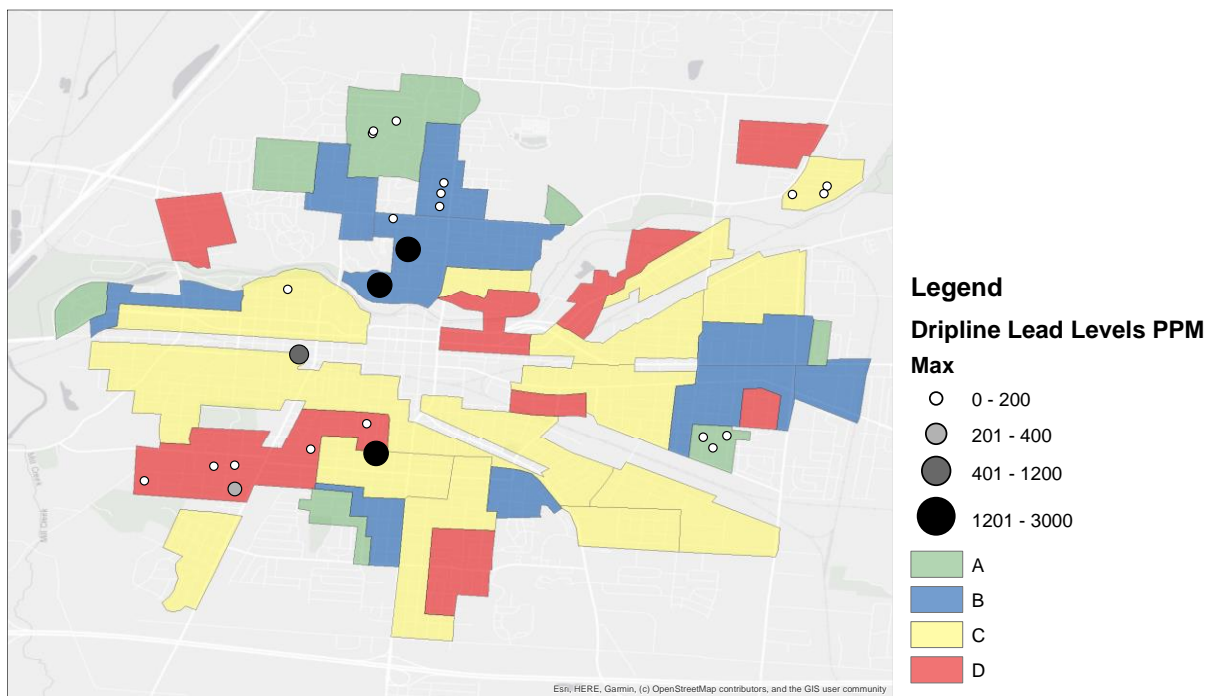 Legend
Dripline Lead Levels PPM
Max
0 - 200
201 - 400
401 - 1200
1201 - 3000
A
B
C
D
Esri, HERE, Garmin, (c) OpenStreetMap contributors, and the GIS user community